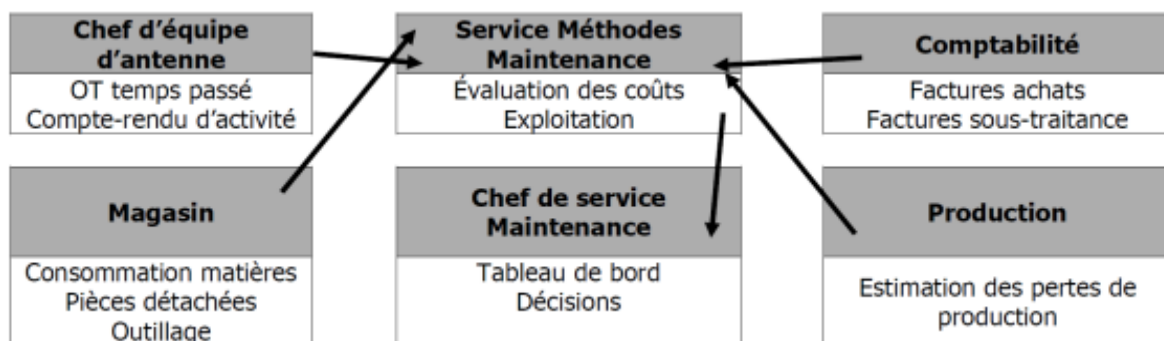 Chef d'équipe
d'antenne
OT temps passé
Compte-rendu d'activité
Service Méthodes
Maintenance
Évaluation des coûts
Exploitation
Comptabilité
Factures achats
Factures sous-traitance
Magasin
Consommation matières
Pièces détachées
Outillage
Chef de service
Maintenance
Tableau de bord
Décisions
Production
Estimation des pertes de
production